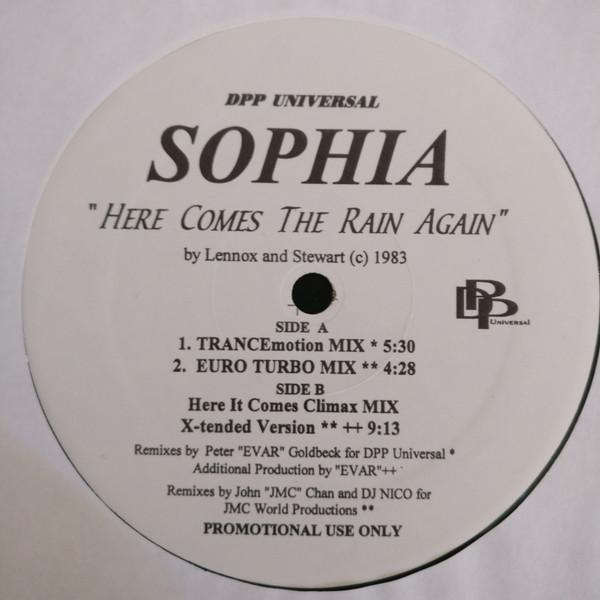 DPP UNIVERSAL
SOPHIA
"HERE COMES THE RAIN AGAIN"
by Lennox and Stewart (c) 1983
DPP
UNIVERSAL
SIDE A
1. TRANCEmotion MIX * 5:30
2. EURO TURBO MIX ** 4:28
SIDE B
Here It Comes Climax MIX
X-tended Version ** ++ 9:13
Remixes by Peter "EVAR" Goldbeck for DPP Universal *
Additional Production by "EVAR"++
Remixes by John "JMC" Chan and DJ NICO for
JMC World Productions **
PROMOTIONAL USE ONLY